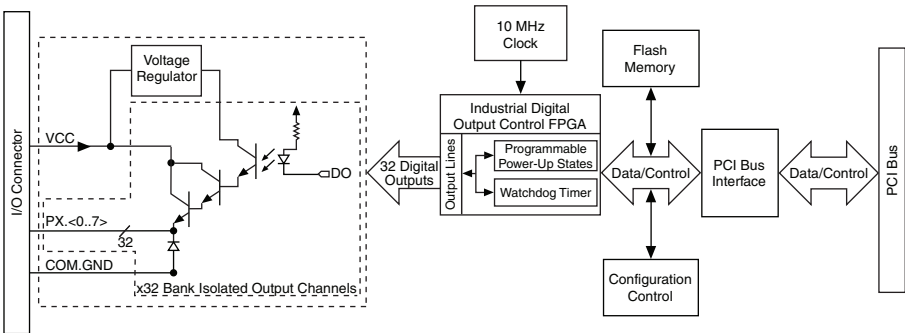 I/O Connector
Voltage
Regulator
VCC
DO
PX.<0..7>
32
COM.GND
x32 Bank Isolated Output Channels
32 Digital
Outputs
10 MHz
Clock
Industrial Digital
Output Control FPGA
Output Lines
Programmable
Power-Up States
Watchdog Timer
Flash
Memory
Data/Control
Configuration
Control
PCI Bus
Interface
Data/Control
PCI Bus